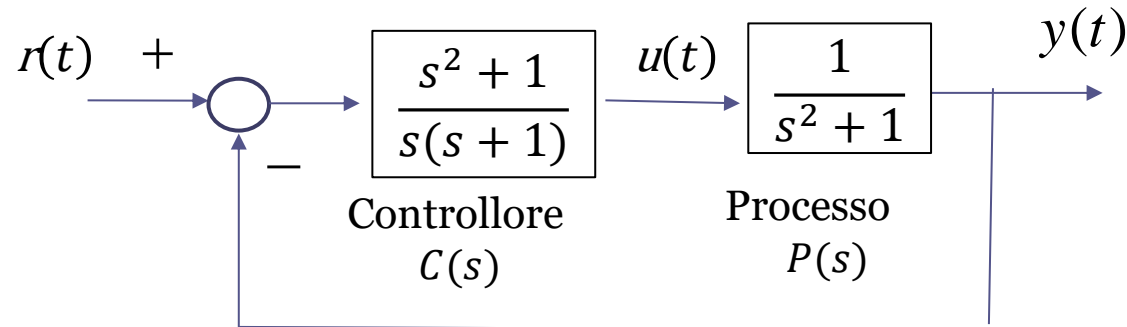 r(t) + s² + 1 / s(s + 1) u(t) 1 / s² + 1 y(t)
−
Controllore Processo
C(s) P(s)